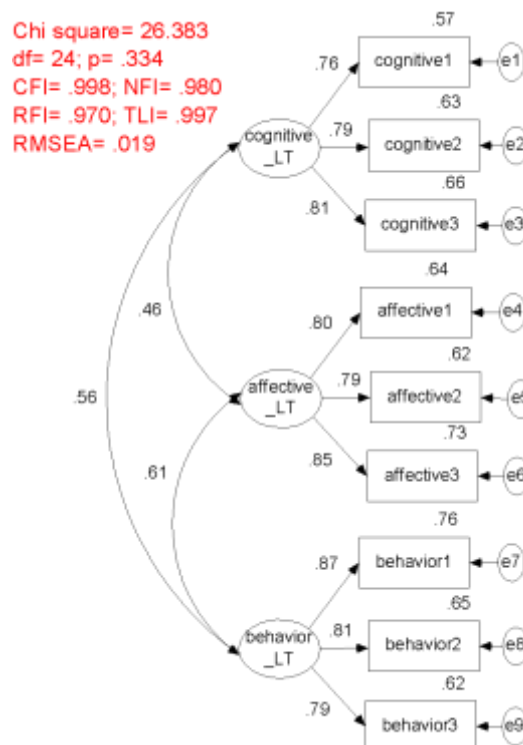 Chi square= 26.383
df= 24; p= .334
CFI= .998; NFI= .980
RFI= .970; TLI= .997
RMSEA= .019
.57
cognitive1
e1
.76
.63
cognitive
_LT
.79
cognitive2
e2
.66
.81
cognitive3
e3
.64
.46
.80
affective1
e4
.62
affective
_LT
.79
affective2
.56
.73
.61
.85
affective3
e6
.76
.87
behavior1
e7
.65
behavior
_LT
.81
behavior2
e8
.62
.79
behavior3
e9